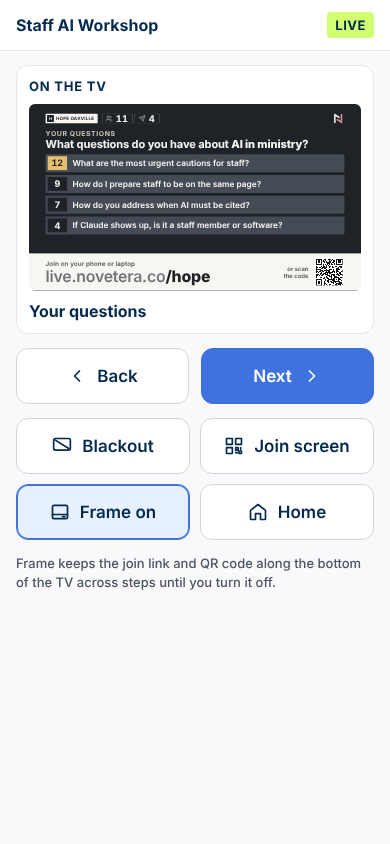 Staff AI Workshop
LIVE
ON THE TV
HOPE OAKVILLE
11
4
YOUR QUESTIONS
What questions do you have about AI in ministry?
12 What are the most urgent cautions for staff?
9 How do I prepare staff to be on the same page?
7 How do you address when AI must be cited?
4 If Claude shows up, is it a staff member or software?
Join on your phone or laptop
live.novetera.co/hope
or scan
the code
Your questions
Back
Next
Blackout
Join screen
Frame on
Home
Frame keeps the join link and QR code along the bottom
of the TV across steps until you turn it off.